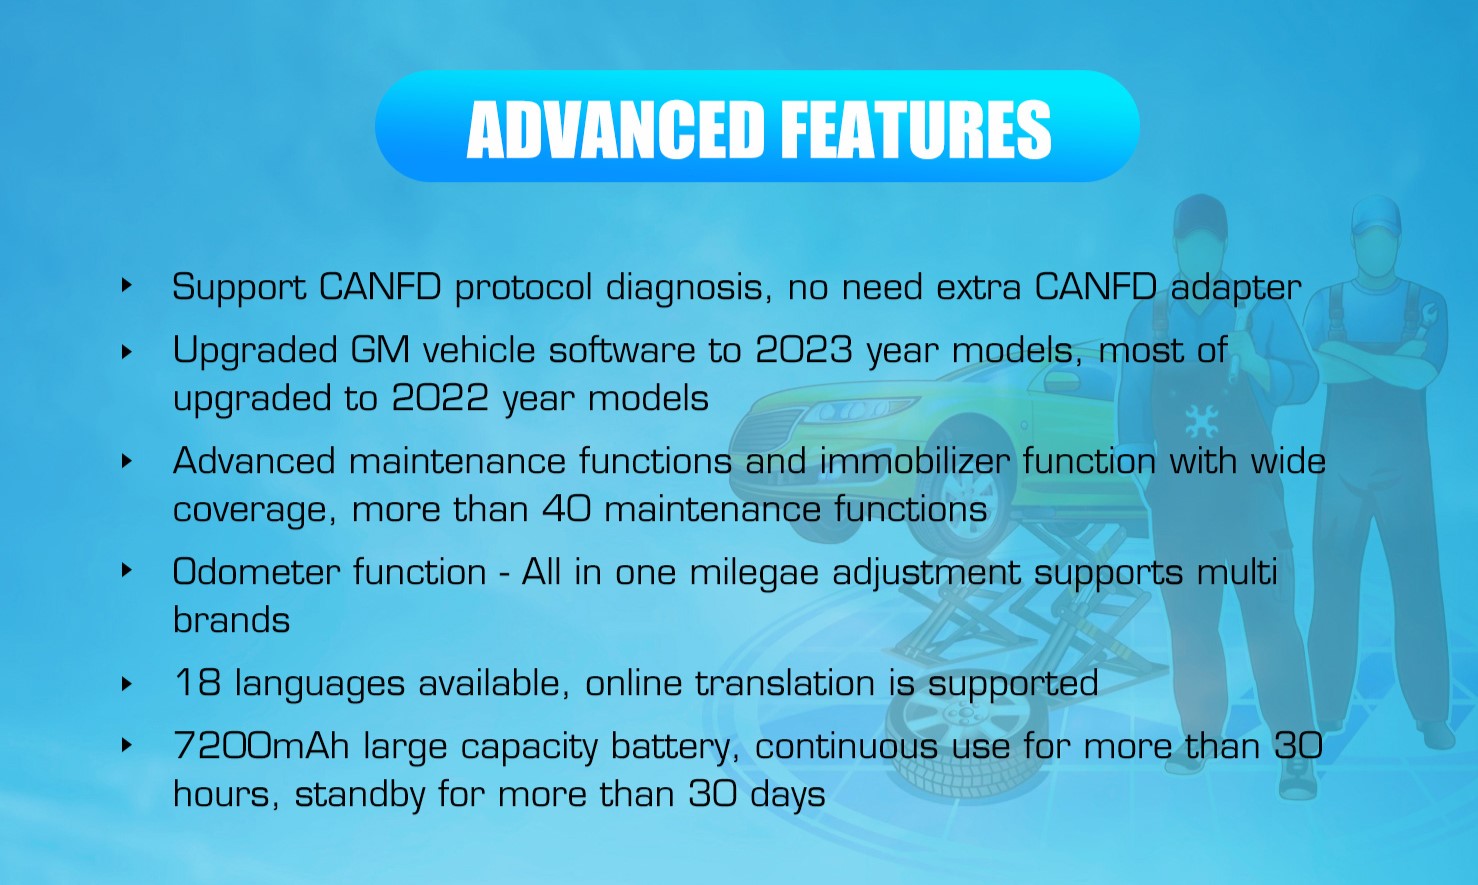 ADVANCED FEATURES
Support CANFD protocol diagnosis, no need extra CANFD adapter
Upgraded GM vehicle software to 2023 year models, most of
upgraded to 2022 year models
Advanced maintenance functions and immobilizer function with wide
coverage, more than 40 maintenance functions
Odometer function - All in one milegae adjustment supports multi
brands
18 languages available, online translation is supported
7200mAh large capacity battery, continuous use for more than 30
hours, standby for more than 30 days